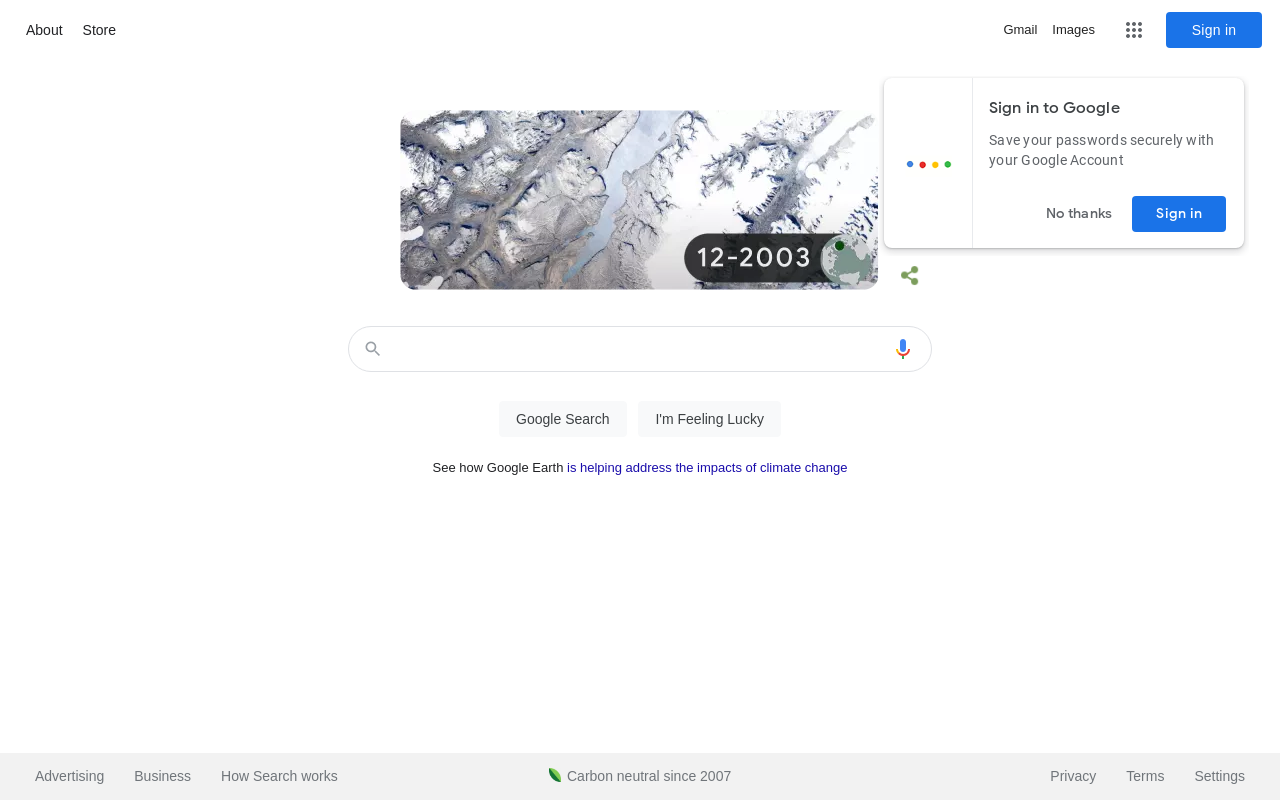 About Store
Gmail Images
Sign in
Sign in to Google
Save your passwords securely with
your Google Account
No thanks Sign in
12-2003
Google Search I'm Feeling Lucky
See how Google Earth is helping address the impacts of climate change
Advertising Business How Search works
Carbon neutral since 2007
Privacy Terms Settings